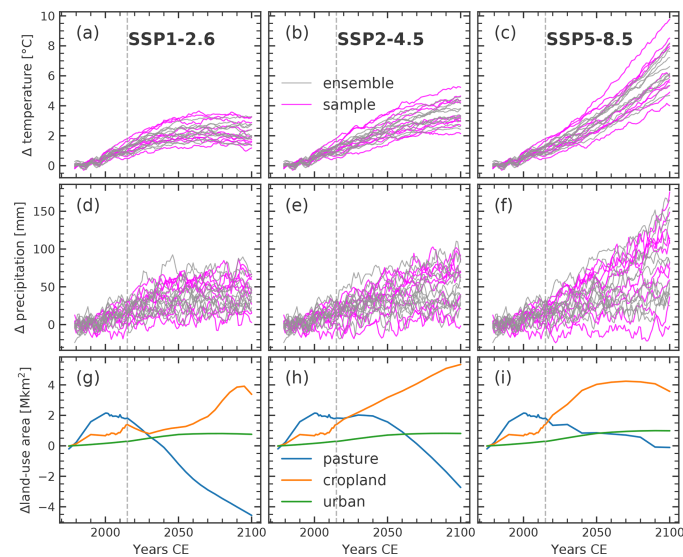 (a) SSP1-2.6
(b) SSP2-4.5
(c) SSP5-8.5
Δ temperature [°C]
10
8
6
4
2
0
ensemble
sample
(d)
(e)
(f)
Δ precipitation [mm]
150
100
50
0
(g)
(h)
(i)
Δland-use area [Mkm²]
4
2
0
−2
−4
pasture
cropland
urban
2000 2050 2100
2000 2050 2100
2000 2050 2100
Years CE
Years CE
Years CE